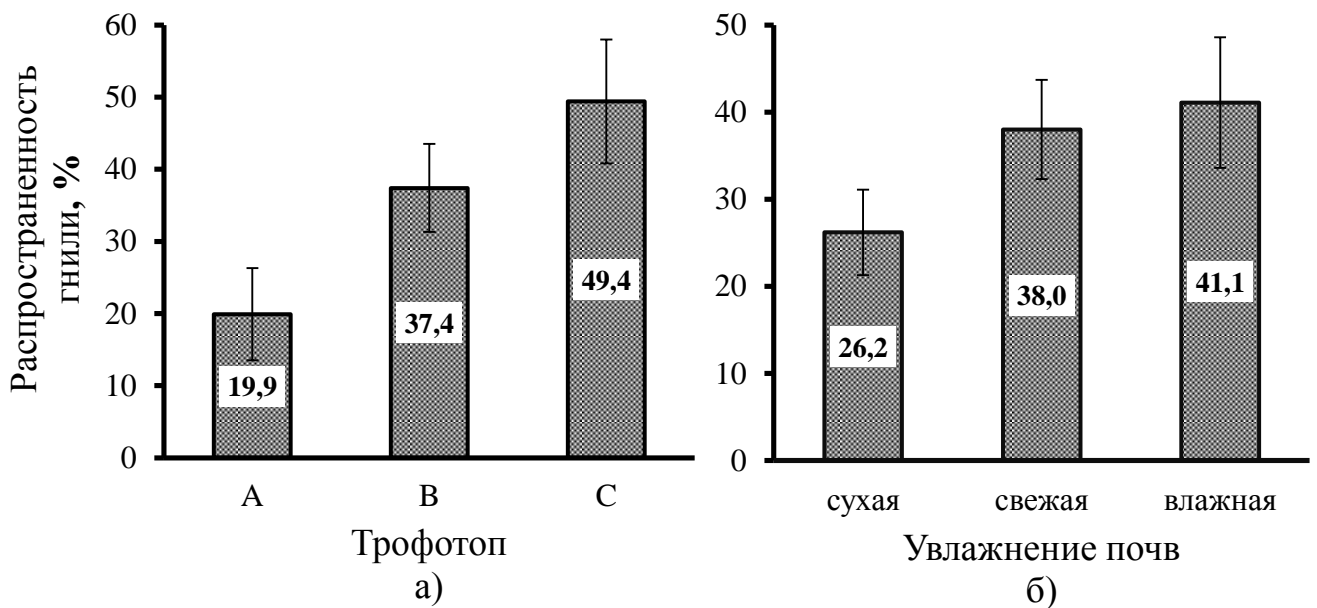 Распространенность
гнили, %
60
50
40
30
20
10
0
19,9
37,4
49,4
A
B
C
Трофотоп
а)
50
40
30
20
10
0
26,2
38,0
41,1
сухая
свежая
влажная
Увлажнение почв
б)